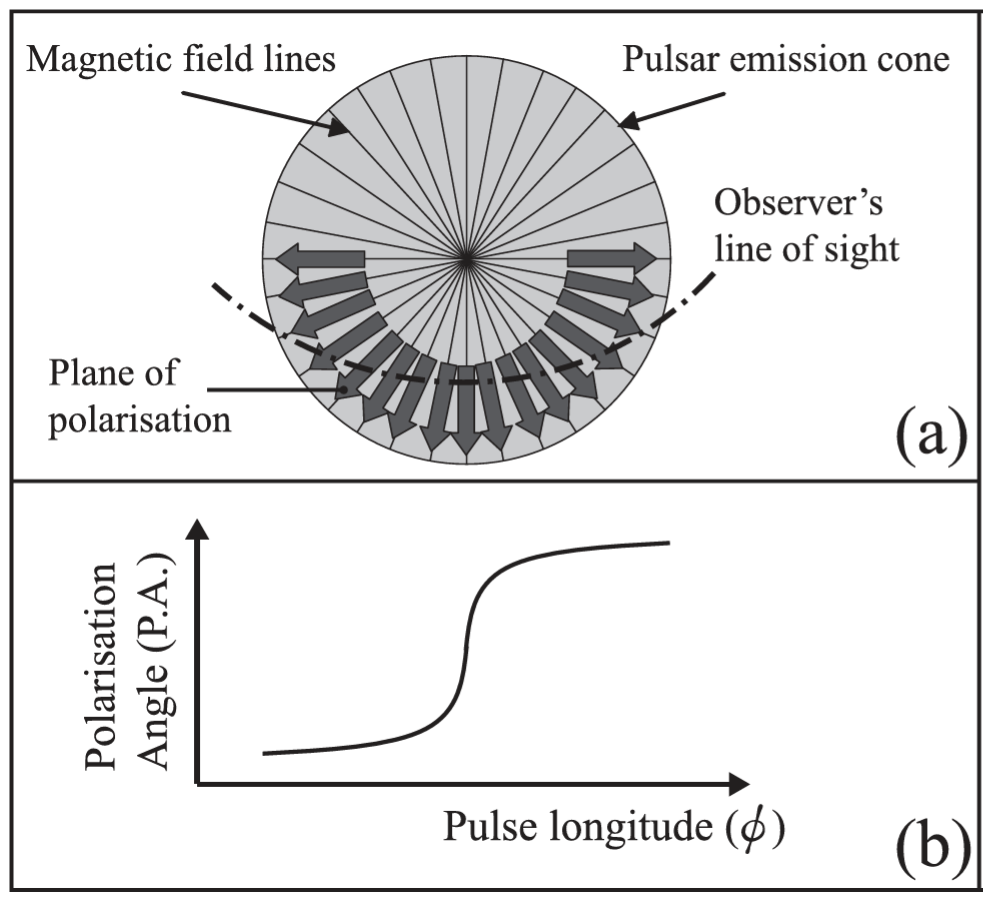 Magnetic field lines
Pulsar emission cone
Observer's
line of sight
Plane of
polarisation
(a)
Polarisation
Angle (P.A.)
Pulse longitude (ϕ)
(b)